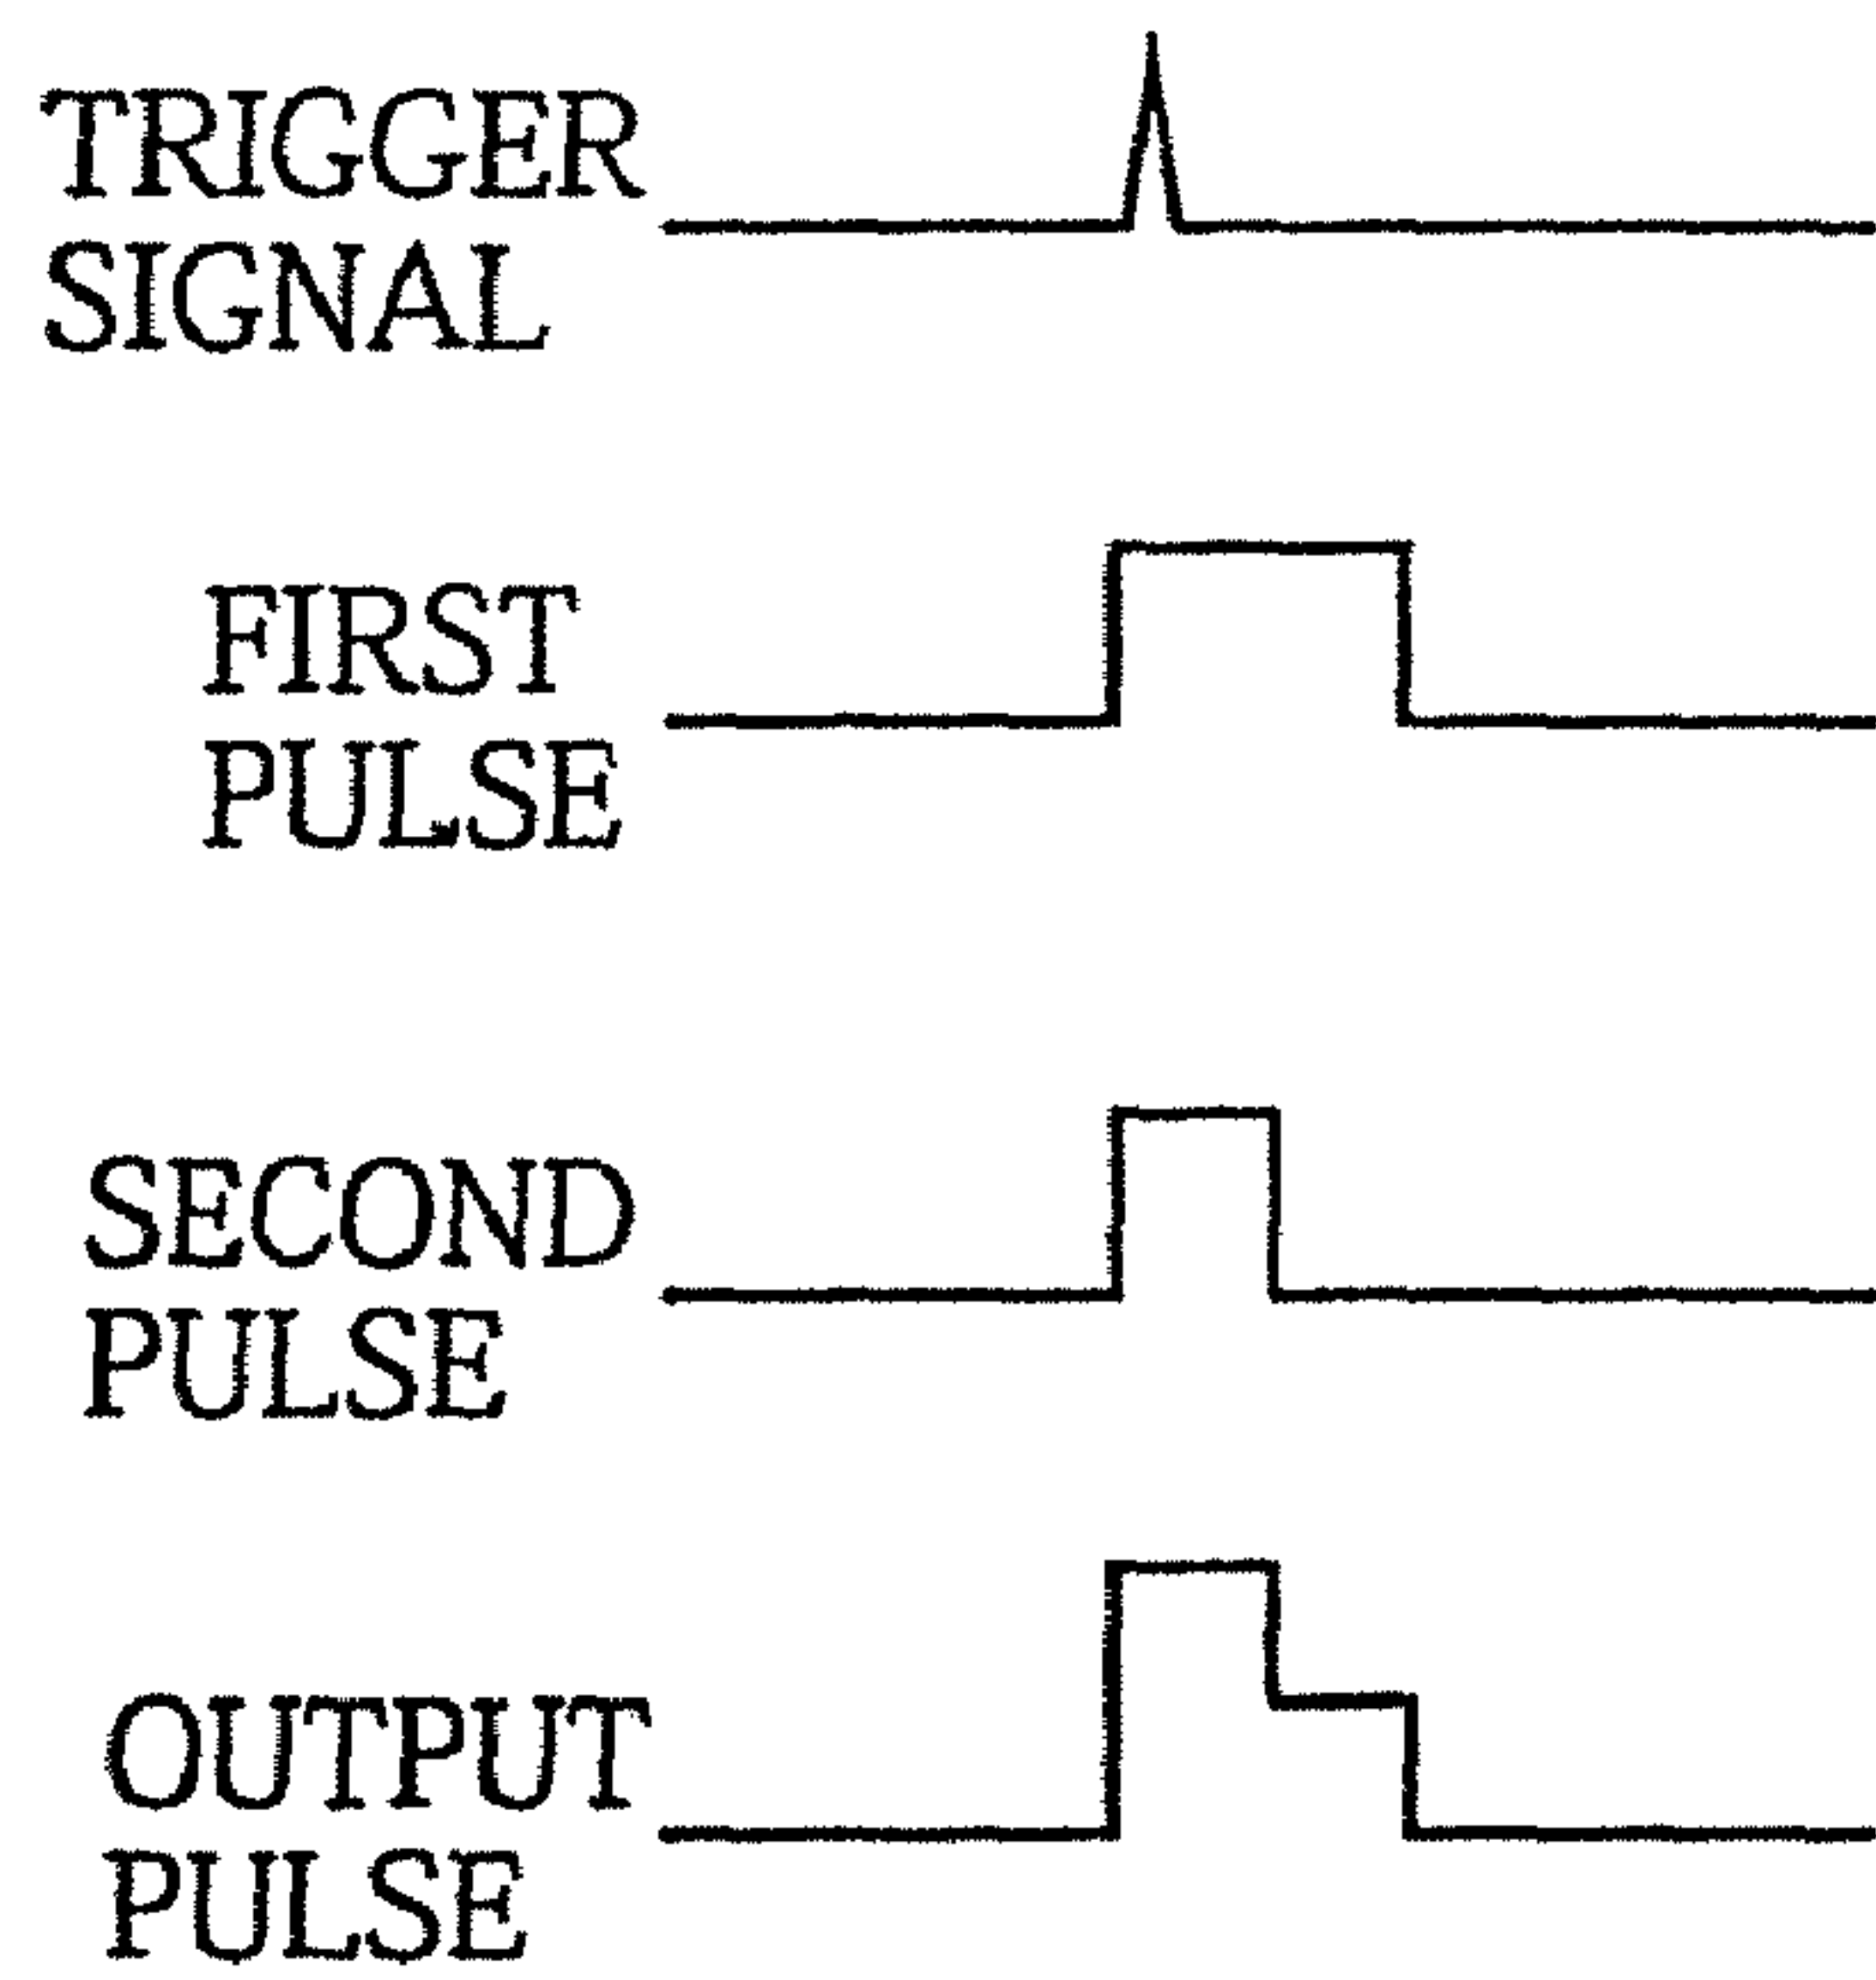 TRIGGER
SIGNAL
FIRST
PULSE
SECOND
PULSE
OUTPUT
PULSE